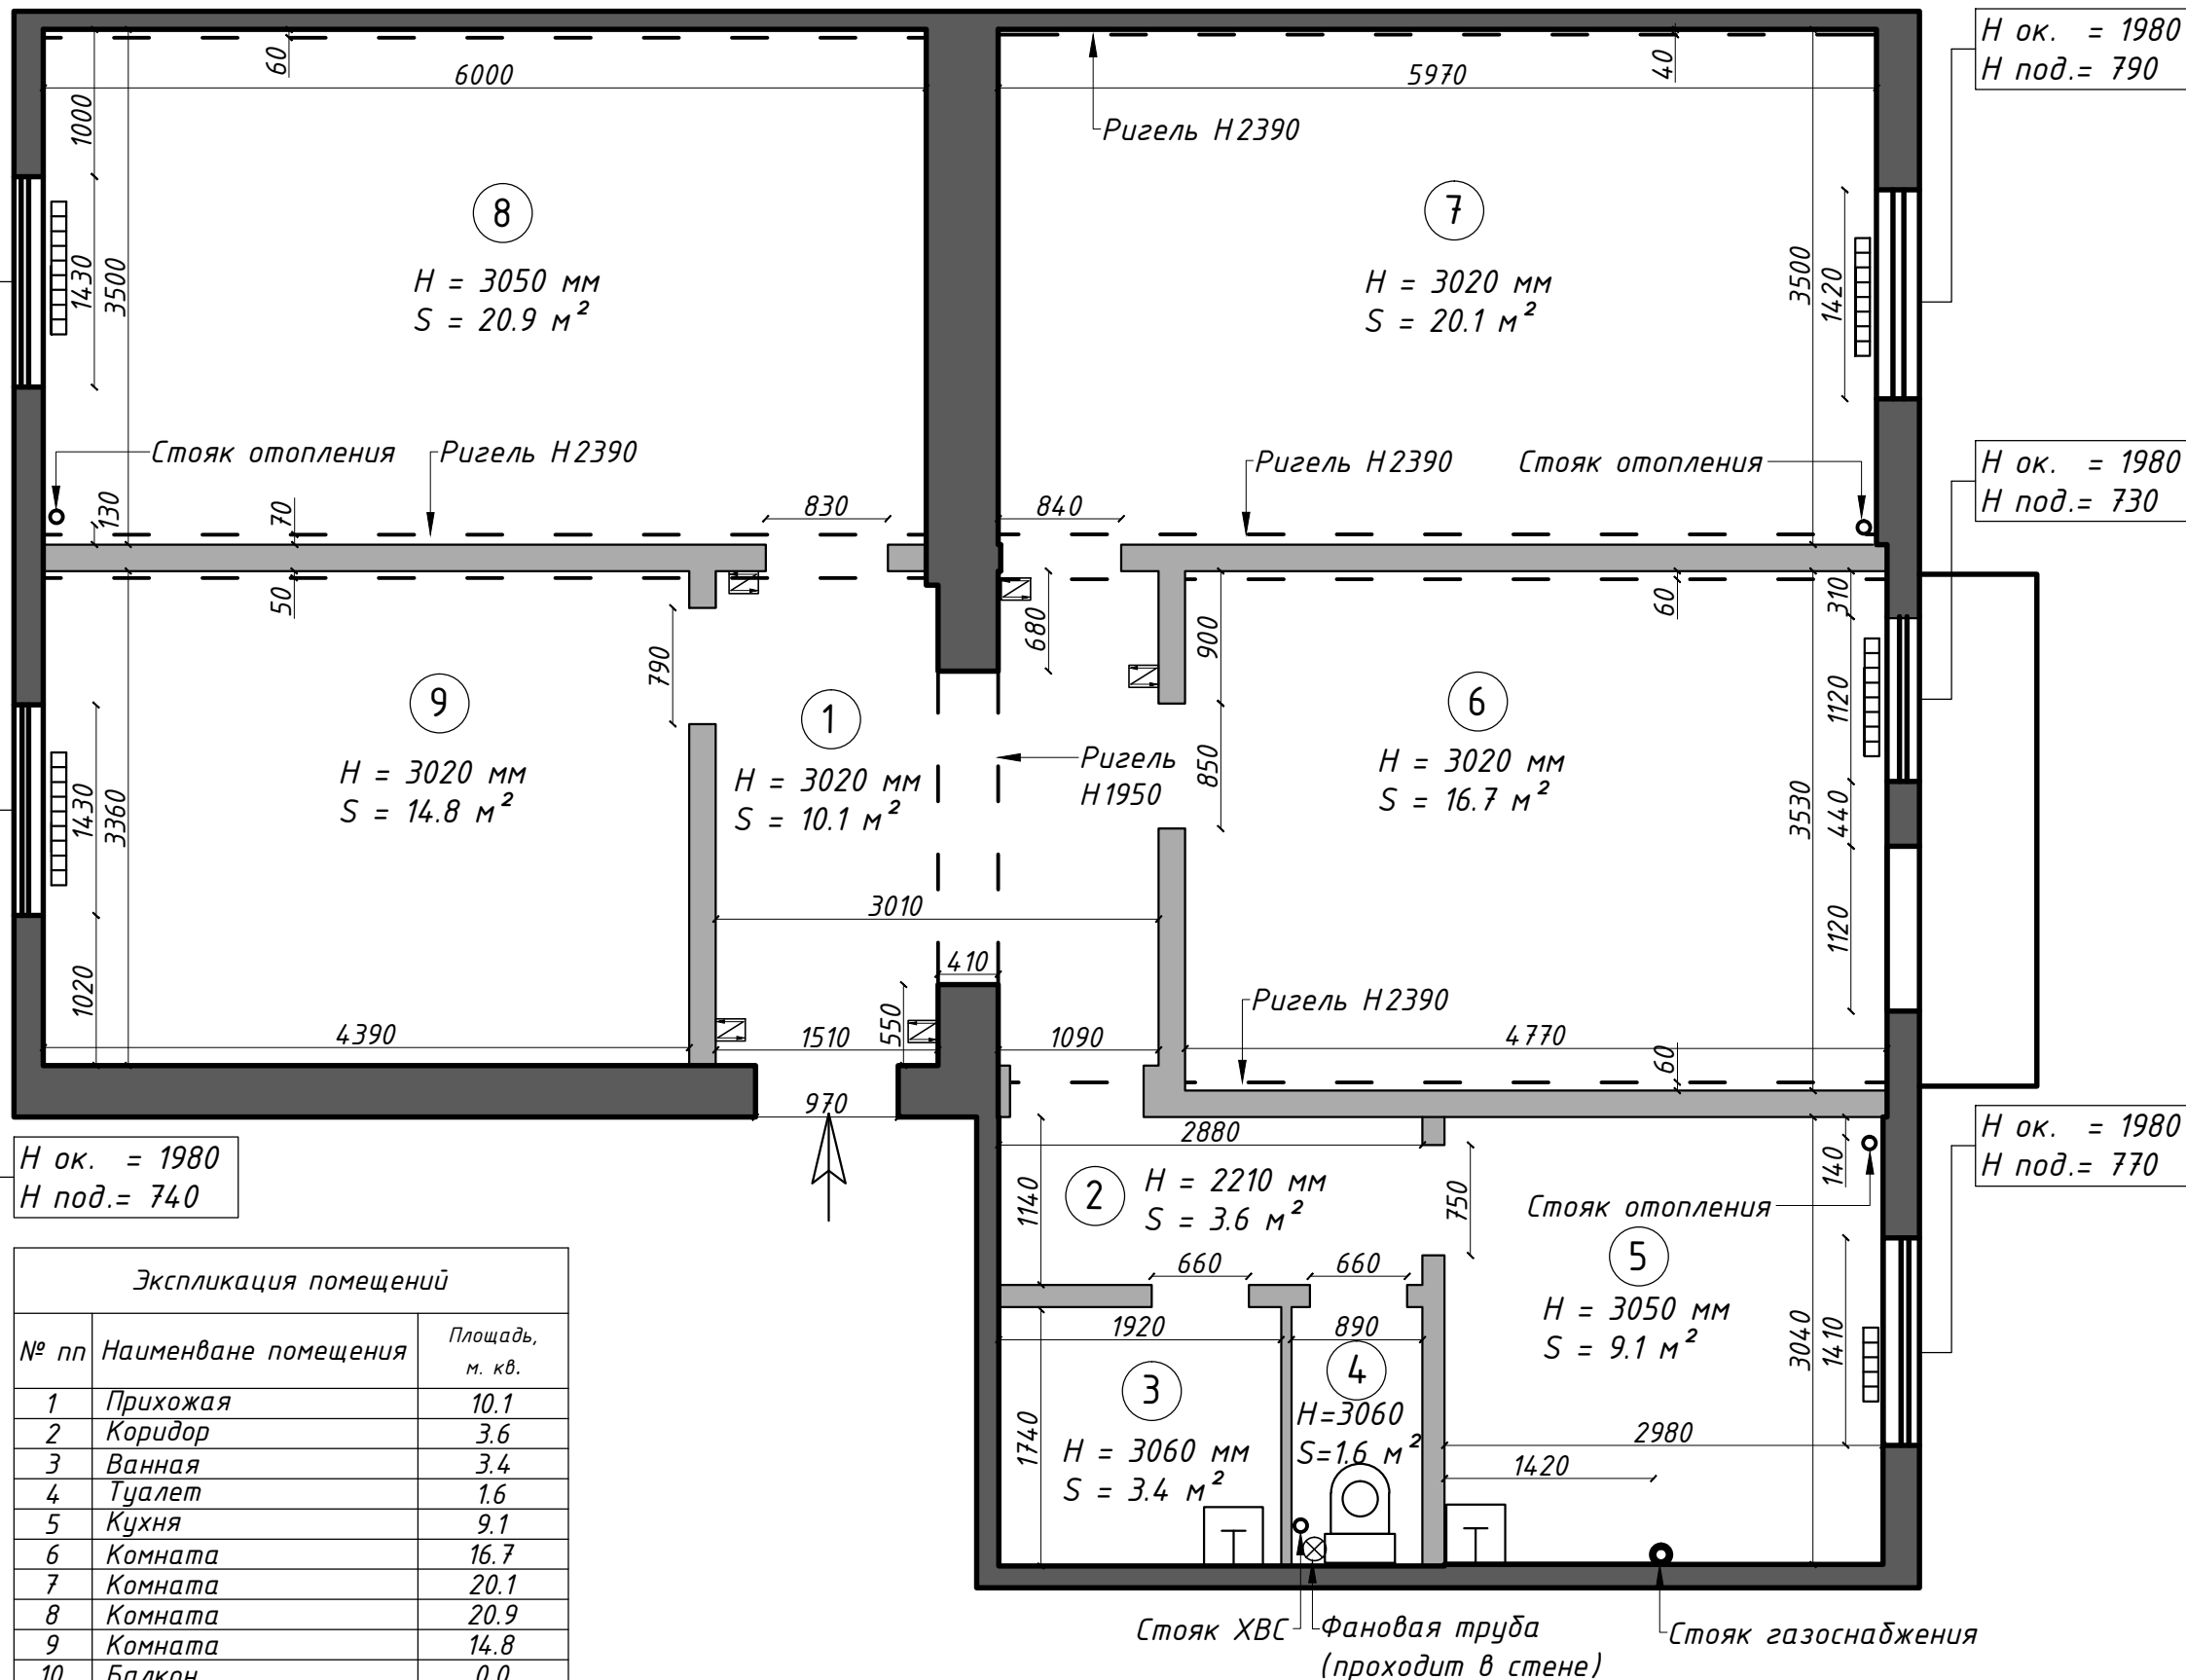 H ок. = 1980
H под.= 790
60
6000
5970
40
1000
Ригель H2390
8
H = 3050 мм
S = 20.9 м²
7
H = 3020 мм
S = 20.1 м²
1430
3500
3500
1420
Стояк отопления
Ригель H2390
Ригель H2390
Стояк отопления
H ок. = 1980
H под.= 730
130
70
830
840
50
790
680
900
60
310
9
H = 3020 мм
S = 14.8 м²
1
H = 3020 мм
S = 10.1 м²
Ригель
H1950
850
6
H = 3020 мм
S = 16.7 м²
1120
1430
3360
3530
440
3010
1120
410
1020
550
Ригель H2390
4390
1510
1090
4770
60
970
H ок. = 1980
H под.= 740
2880
140
H ок. = 1980
H под.= 770
1140
2
H = 2210 мм
S = 3.6 м²
750
Стояк отопления
5
H = 3050 мм
S = 9.1 м²
660
660
1920
890
3040
1410
3
H = 3060 мм
S = 3.4 м²
4
H=3060
S=1.6 м²
1740
2980
1420
Стояк ХВС
Фановая труба
(проходит в стене)
Стояк газоснабжения
Экспликация помещений
№ пп Наименване помещения Площадь,
м. кв.
1 Прихожая 10.1
2 Коридор 3.6
3 Ванная 3.4
4 Туалет 1.6
5 Кухня 9.1
6 Комната 16.7
7 Комната 20.1
8 Комната 20.9
9 Комната 14.8
10 Балкон 0.0